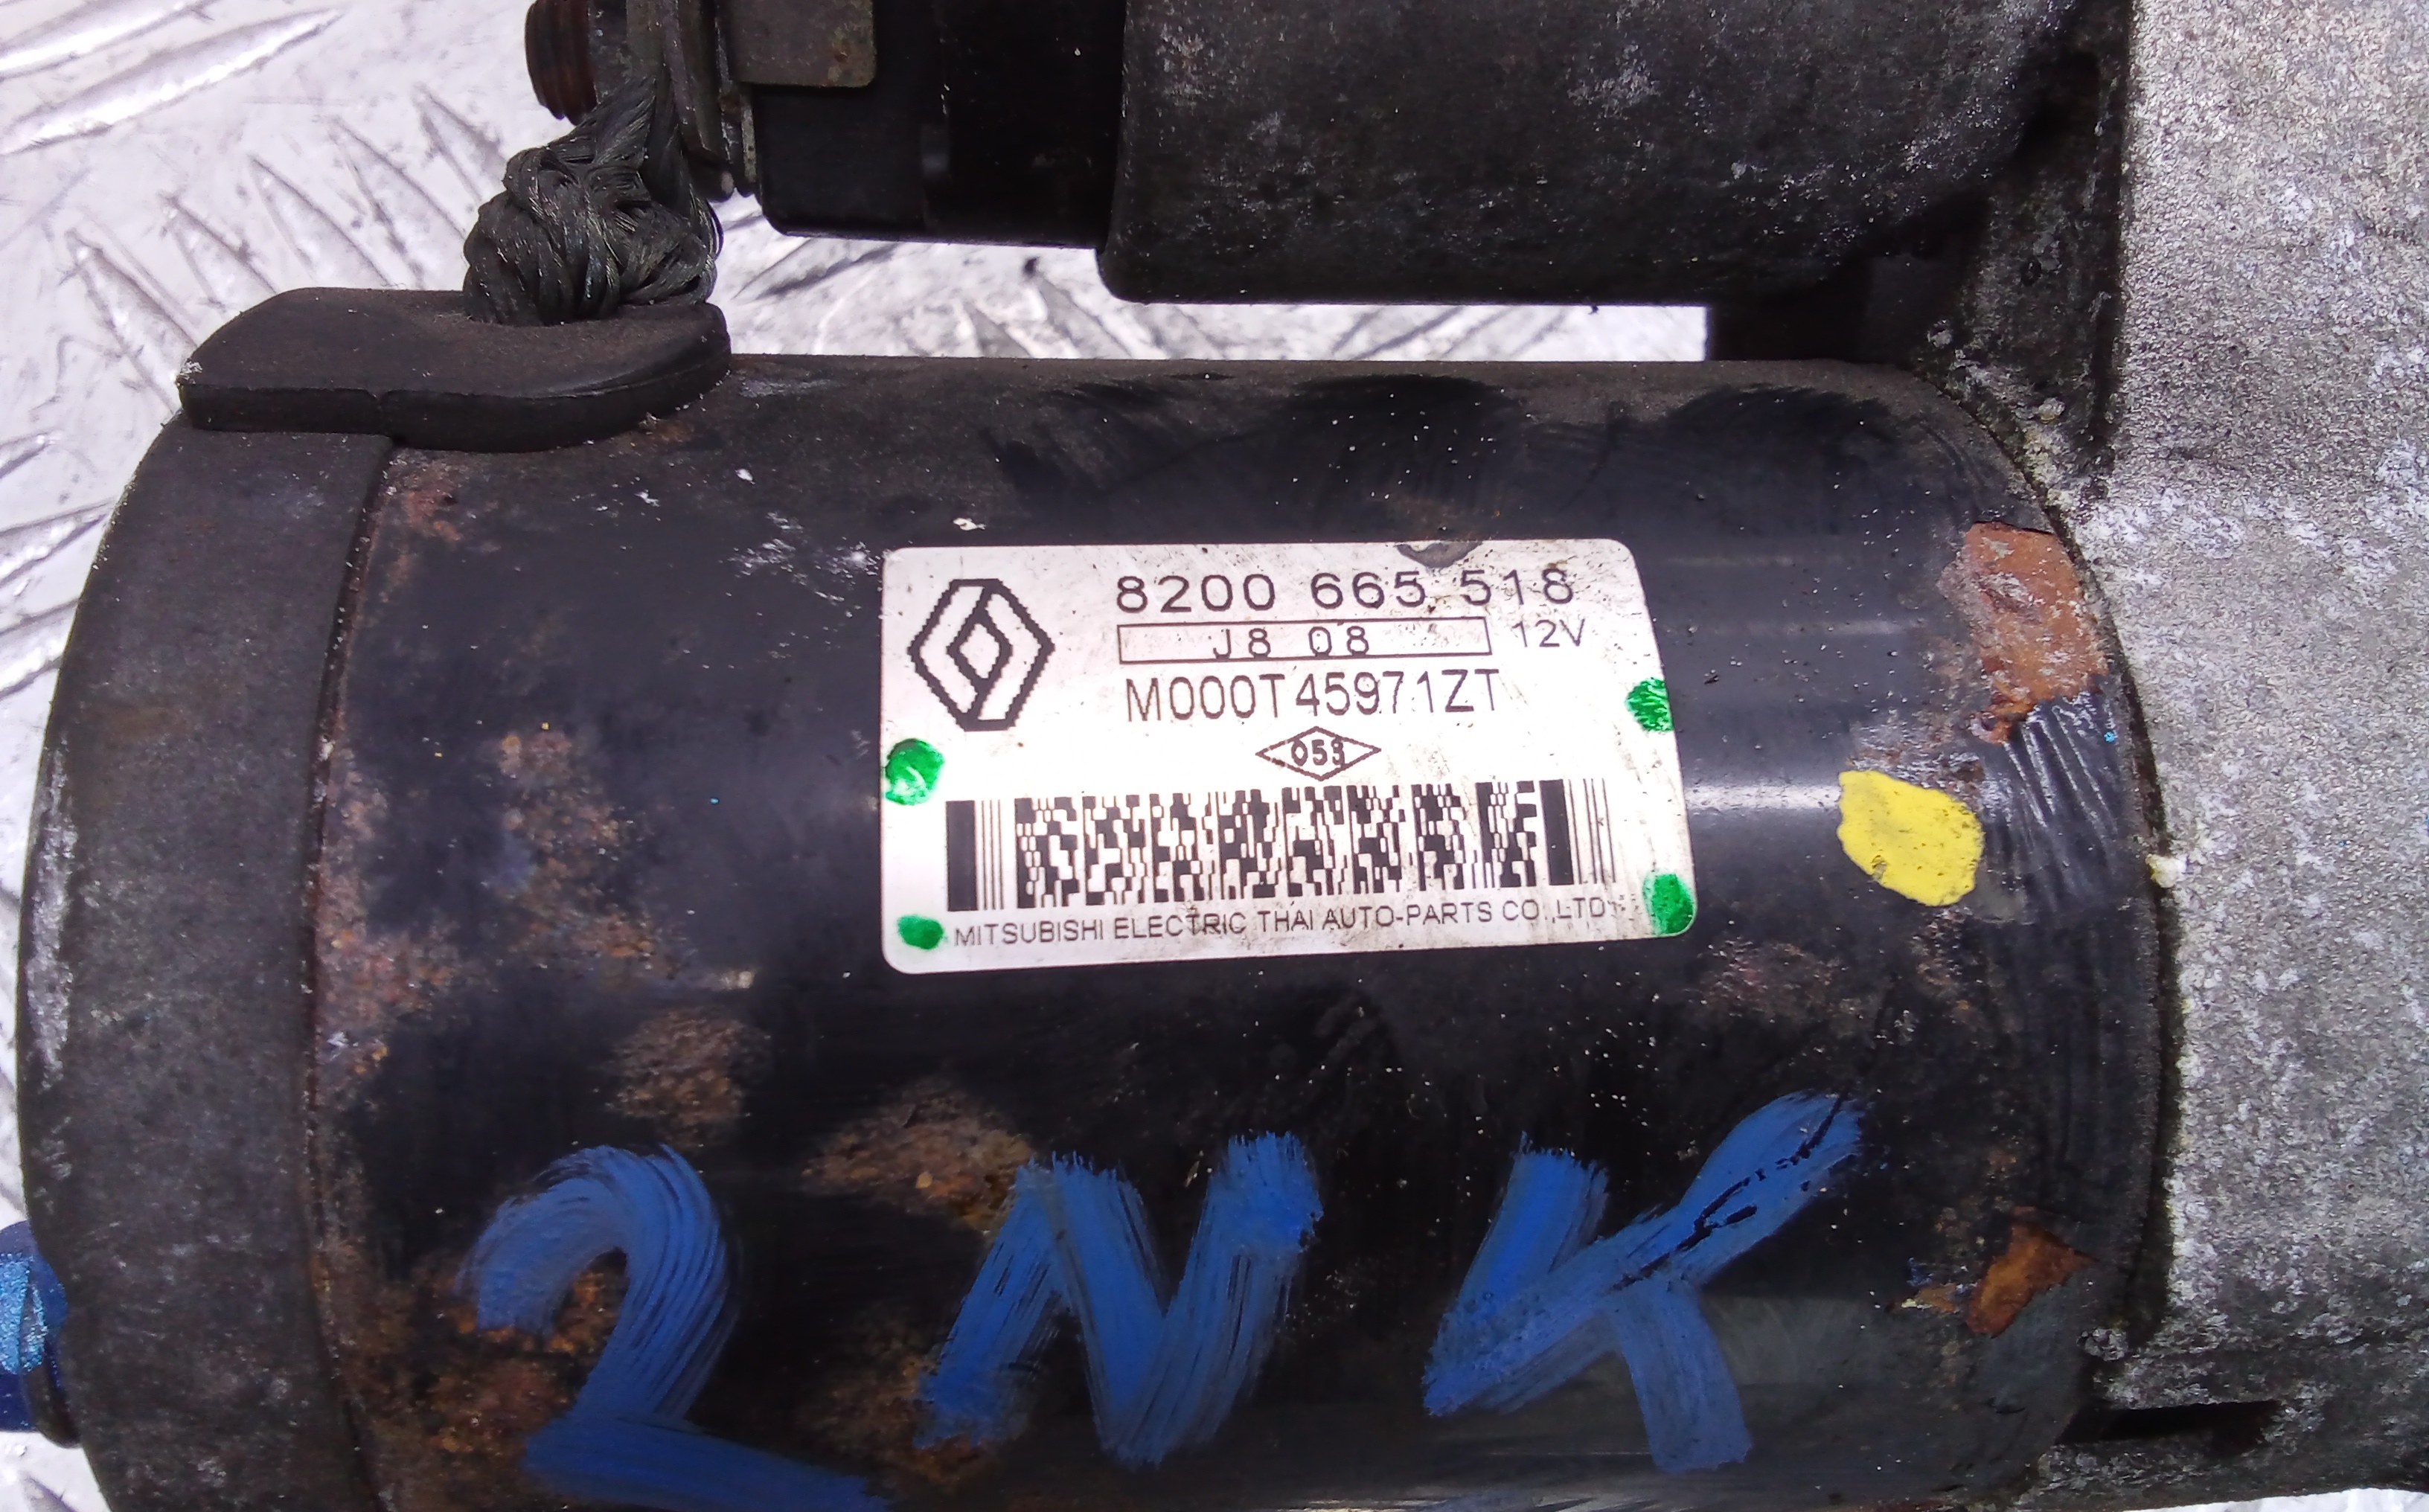 8200 665 518
J8 08 12V
M000T45971ZT
053
MITSUBISHI ELECTRIC THAI AUTO-PARTS CO.,LTD
2NK